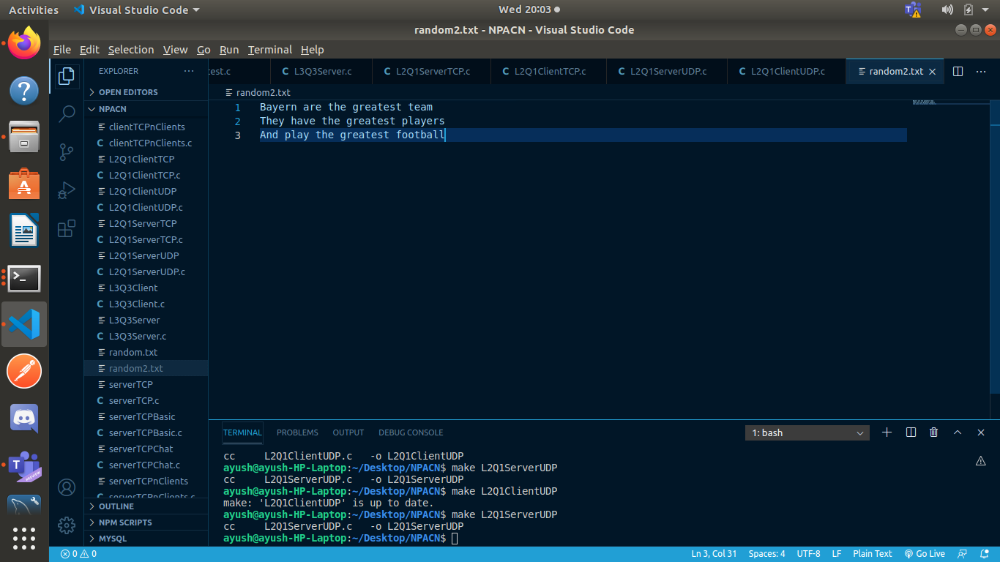 Activities Visual Studio Code Wed 20:03
random2.txt - NPACN - Visual Studio Code
File Edit Selection View Go Run Terminal Help
EXPLORER
test.c L3Q3Server.c L2Q1ServerTCP.c L2Q1ClientTCP.c L2Q1ServerUDP.c L2Q1ClientUDP.c random2.txt
OPEN EDITORS
NPACN
clientTCPnClients
clientTCPnClients.c
L2Q1ClientTCP
L2Q1ClientTCP.c
L2Q1ClientUDP
L2Q1ClientUDP.c
L2Q1ServerTCP
L2Q1ServerTCP.c
L2Q1ServerUDP
L2Q1ServerUDP.c
L3Q3Client
L3Q3Client.c
L3Q3Server
L3Q3Server.c
random.txt
random2.txt
serverTCP
serverTCP.c
serverTCPBasic
serverTCPBasic.c
serverTCPChat
serverTCPChat.c
serverTCPnClients
serverTCPnClients.c
OUTLINE
NPM SCRIPTS
MYSQL
random2.txt
1 Bayern are the greatest team
2 They have the greatest players
3 And play the greatest football
TERMINAL PROBLEMS OUTPUT DEBUG CONSOLE 1: bash
cc     L2Q1ClientUDP.c   -o L2Q1ClientUDP
ayush@ayush-HP-Laptop:~/Desktop/NPACN$ make L2Q1ServerUDP
cc     L2Q1ServerUDP.c   -o L2Q1ServerUDP
ayush@ayush-HP-Laptop:~/Desktop/NPACN$ make L2Q1ClientUDP
make: 'L2Q1ClientUDP' is up to date.
ayush@ayush-HP-Laptop:~/Desktop/NPACN$ make L2Q1ServerUDP
cc     L2Q1ServerUDP.c   -o L2Q1ServerUDP
ayush@ayush-HP-Laptop:~/Desktop/NPACN$
0 0 Ln 3, Col 31 Spaces: 4 UTF-8 LF Plain Text Go Live